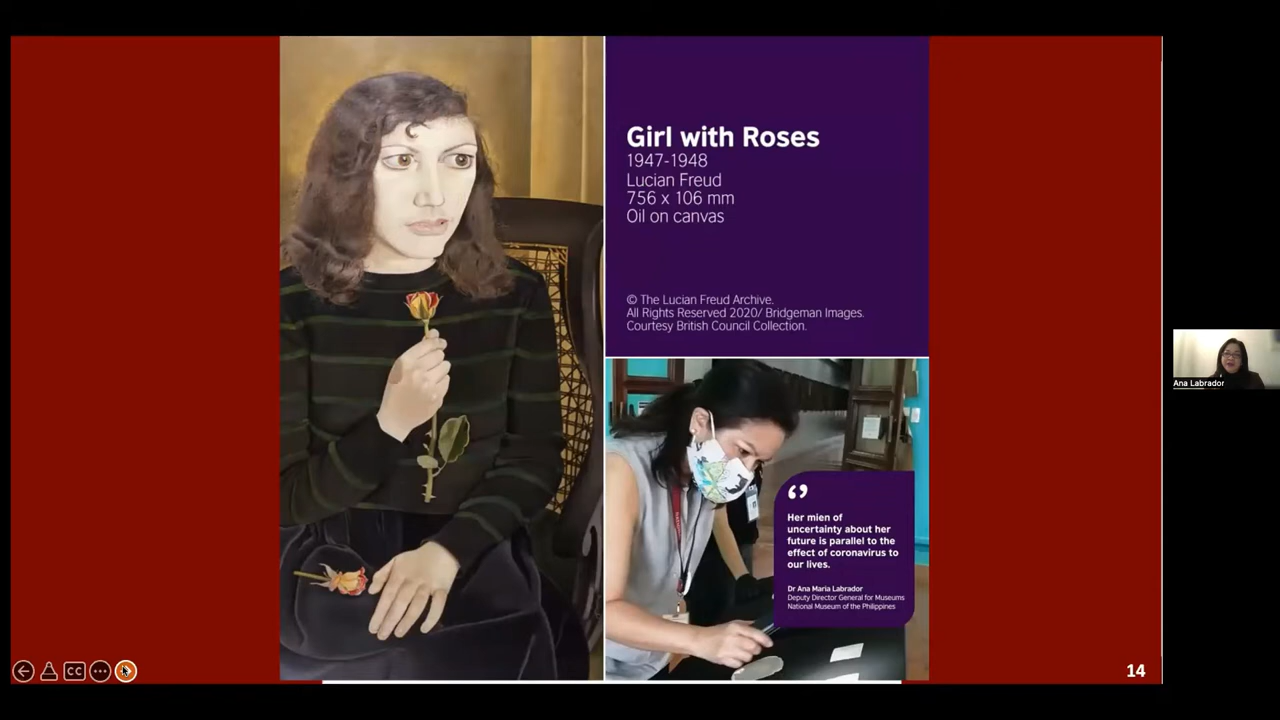 Girl with Roses
1947-1948
Lucian Freud
756 x 106 mm
Oil on canvas
© The Lucian Freud Archive.
All Rights Reserved 2020/ Bridgeman Images.
Courtesy British Council Collection.
Her mien of
uncertainty about her
future is parallel to the
effect of coronavirus to
our lives.
Dr Ana Maria Labrador
Deputy Director General for Museums
National Museum of the Philippines
CC
14
Ana Labrador